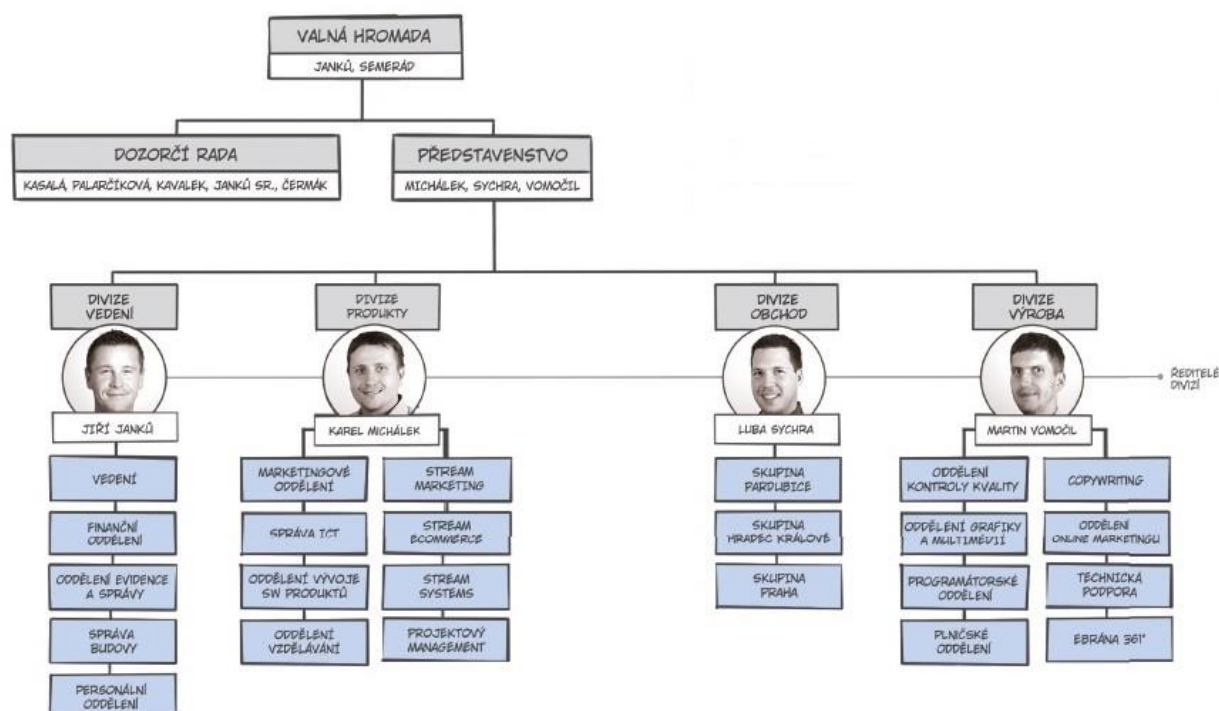 VALNÁ HROMADA
JANKŮ, SEMERÁD
DOZORČÍ RADA
KASALÁ, PALARČÍKOVÁ, KAVALEK, JANKŮ SR., ČERMÁK
PŘEDSTAVENSTVO
MICHÁLEK, SYCHRA, VOMOČIL
DIVIZE
VEDENÍ
DIVIZE
PRODUKTY
DIVIZE
OBCHOD
DIVIZE
VÝROBA
ŘEDITELÉ
DIVIZÍ
JIŘÍ JANKŮ
KAREL MICHÁLEK
LUBA SYCHRA
MARTIN VOMOČIL
VEDENÍ
FINANČNÍ
ODDĚLENÍ
ODDĚLENÍ EVIDENCE
A SPRÁVY
SPRÁVA
BUDOVY
PERSONÁLNÍ
ODDĚLENÍ
MARKETINGOVÉ
ODDĚLENÍ
SPRÁVA ICT
ODDĚLENÍ VÝVOJE
SW PRODUKTŮ
ODDĚLENÍ
VZDĚLÁVÁNÍ
STREAM
MARKETING
STREAM
ECOMMERCE
STREAM
SYSTEMS
PROJEKTOVÝ
MANAGEMENT
SKUPINA
PARDUBICE
SKUPINA
HRADEC KRÁLOVÉ
SKUPINA
PRAHA
ODDĚLENÍ
KONTROLY KVALITY
ODDĚLENÍ GRAFIKY
A MULTIMÉDIÍ
PROGRAMÁTORSKÉ
ODDĚLENÍ
PLNIČSKÉ
ODDĚLENÍ
COPYWRITING
ODDĚLENÍ
ONLINE MARKETINGU
TECHNICKÁ
PODPORA
EBRÁNA 361°